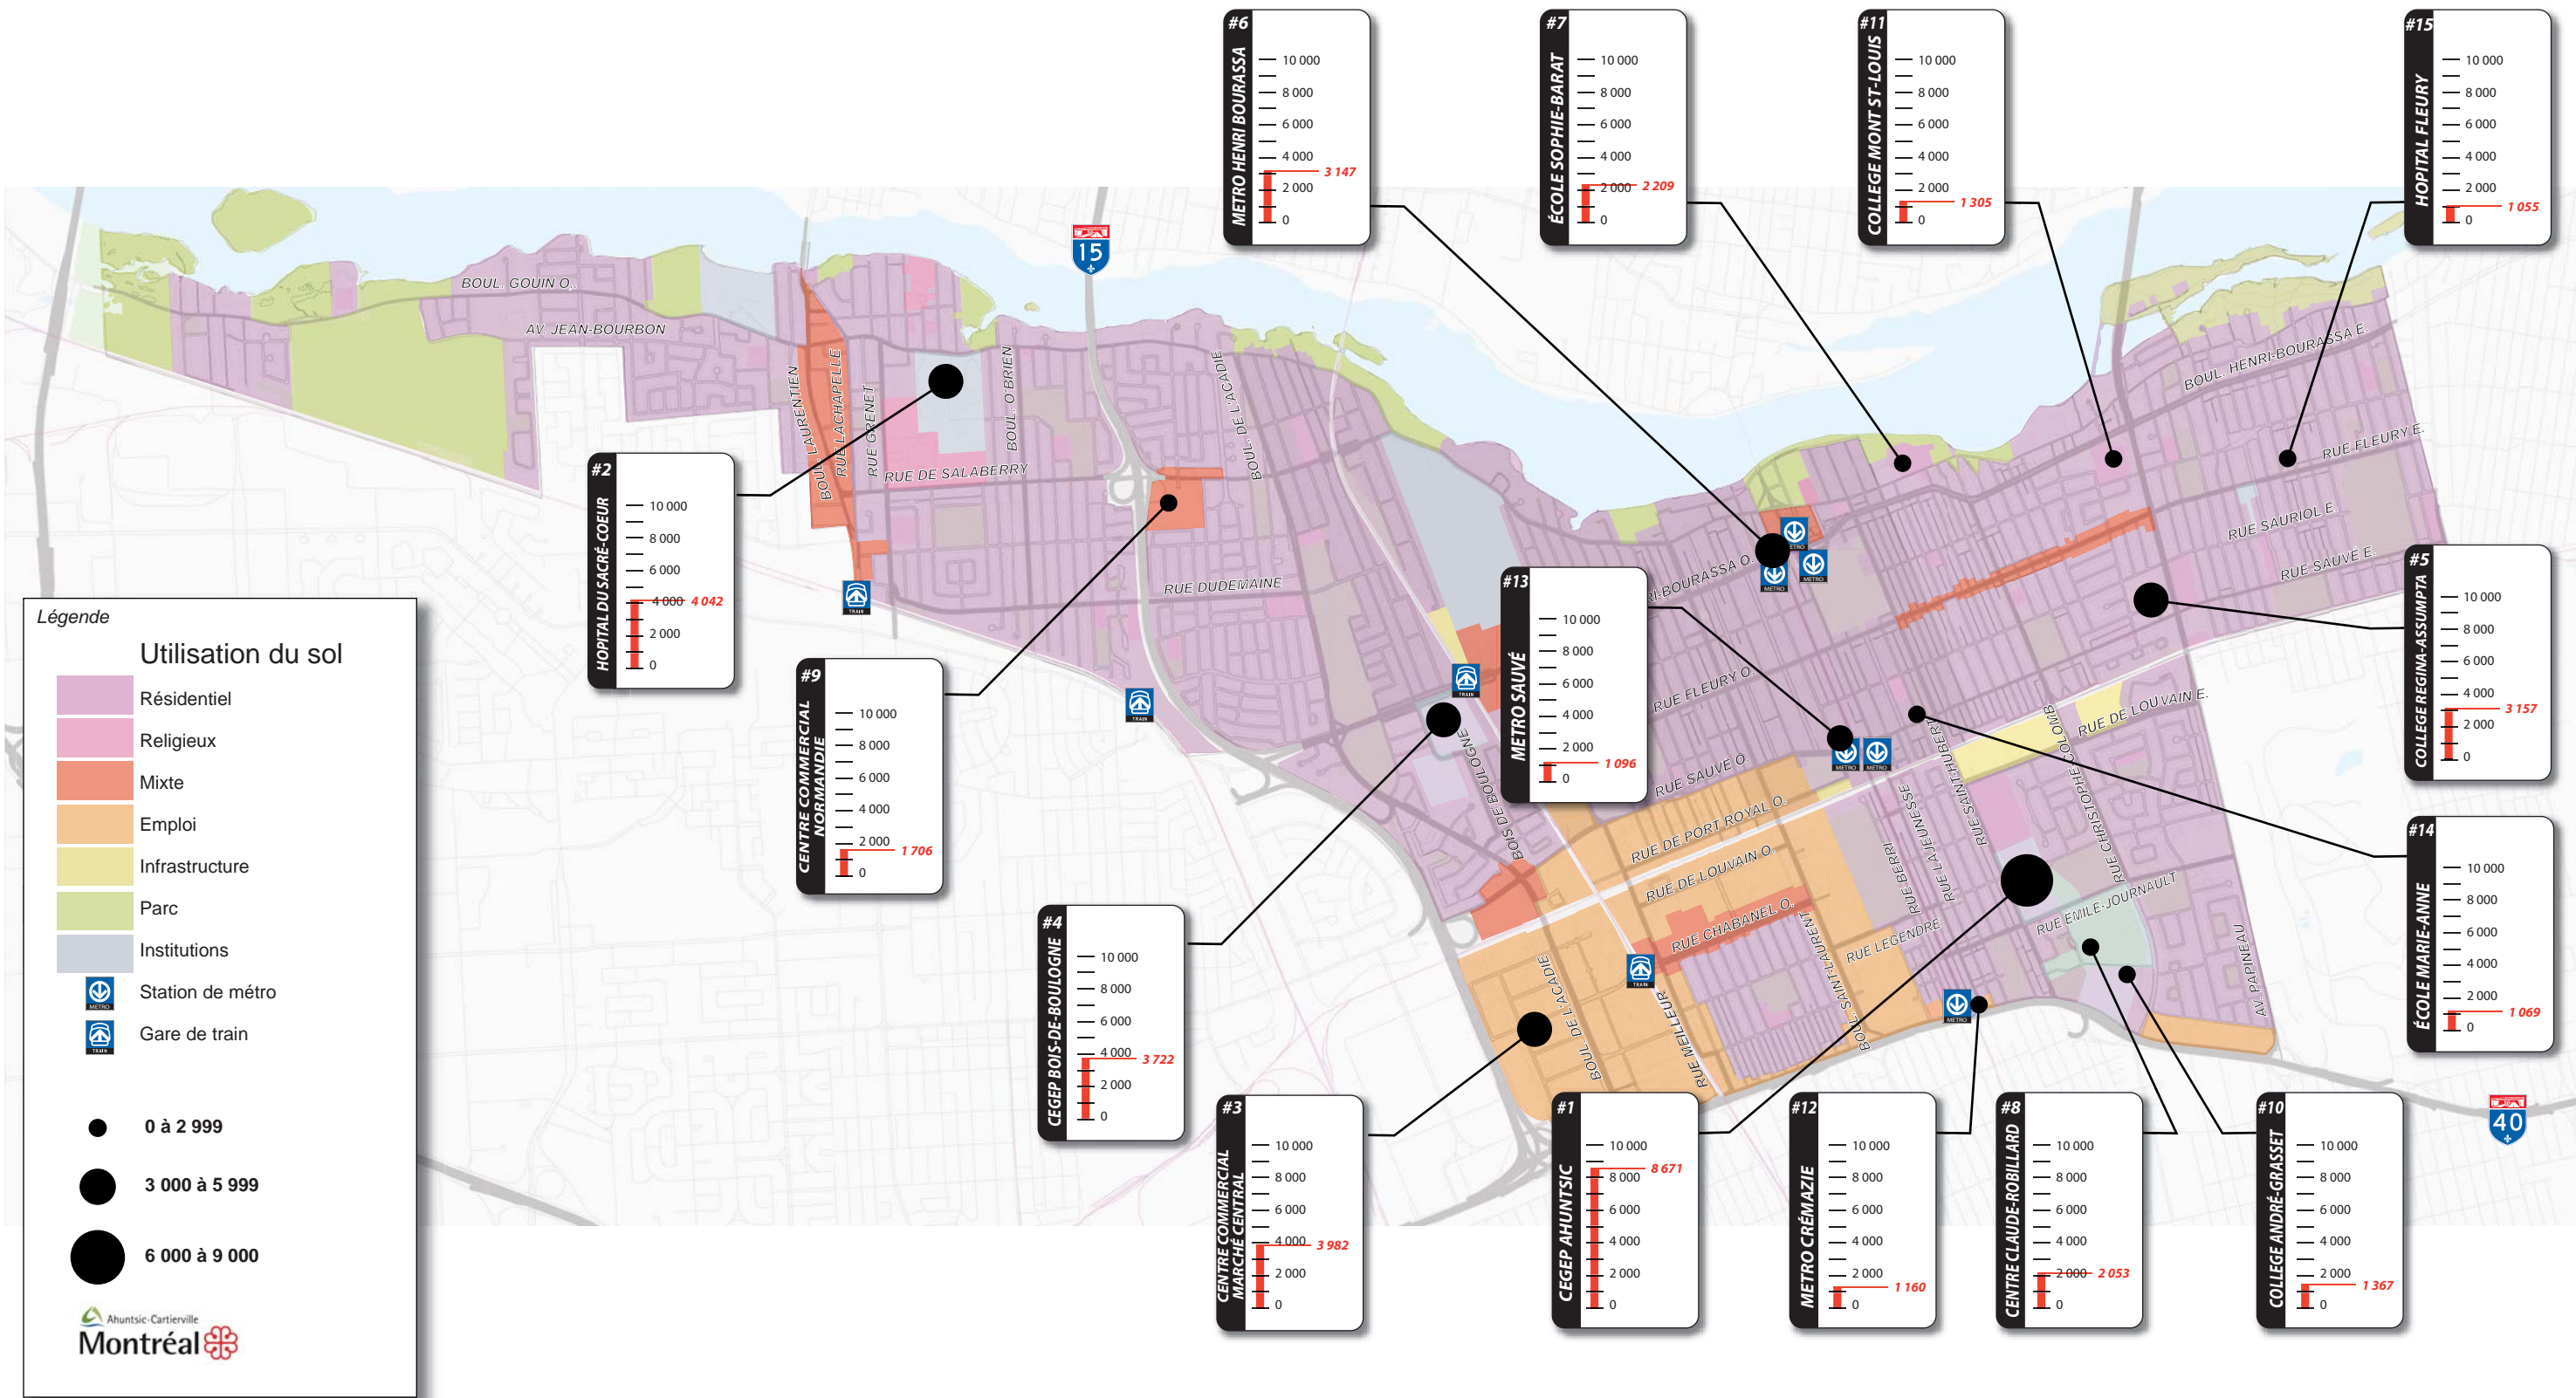 #6
METRO HENRI BOURASSA
10 000
8 000
6 000
4 000
3 147
2 000
0
#7
ÉCOLE SOPHIE-BARAT
10 000
8 000
6 000
4 000
2 000
2 209
0
#11
COLLEGE MONT ST-LOUIS
10 000
8 000
6 000
4 000
2 000
1 305
0
#15
HOPITAL FLEURY
10 000
8 000
6 000
4 000
2 000
1 055
0
15
BOUL. GOUIN O.
AV. JEAN-BOURBON
BOUL. LAURENTIEN
RUE LACHAPELLE
RUE GRENET
BOUL. O'BRIEN
BOUL. DE L'ACADIE
RUE DE SALABERRY
RUE DUDEMAINE
BOUL. HENRI-BOURASSA E.
RUE FLEURY E.
RUE SAURIOL E.
RUE SAUVÉ E.
RI-BOURASSA O.
RUE FLEURY O.
RUE SAUVE O
RUE DE PORT ROYAL O.
RUE DE LOUVAIN O.
RUE CHABANEL O.
RUE DE LOUVAIN E.
BOIS DE BOULOGNE
BOUL. DE L'ACADIE
RUE MEILLEUR
BOUL. SAINT-LAURENT
RUE LEGENDRE
RUE BERRI
RUE LAJEUNESSE
RUE SAINT-HUBERT
RUE CHRISTOPHE-COLOMB
RUE EMILE-JOURNAULT
AV. PAPINEAU
METRO
METRO
METRO
METRO
METRO
METRO
TRAIN
TRAIN
TRAIN
TRAIN
#2
HOPITAL DU SACRÉ-COEUR
10 000
8 000
6 000
4 000
4 042
2 000
0
#9
CENTRE COMMERCIAL
NORMANDIE
10 000
8 000
6 000
4 000
2 000
1 706
0
#13
METRO SAUVÉ
10 000
8 000
6 000
4 000
2 000
1 096
0
#5
COLLEGE REGINA-ASSUMPTA
10 000
8 000
6 000
4 000
3 157
2 000
0
#4
CEGEP BOIS-DE-BOULOGNE
10 000
8 000
6 000
4 000
3 722
2 000
0
#14
ÉCOLE MARIE-ANNE
10 000
8 000
6 000
4 000
2 000
1 069
0
#3
CENTRE COMMERCIAL
MARCHÉ CENTRAL
10 000
8 000
6 000
4 000
3 982
2 000
0
#1
CEGEP AHUNTSIC
10 000
8 671
8 000
6 000
4 000
2 000
0
#12
METRO CRÉMAZIE
10 000
8 000
6 000
4 000
2 000
1 160
0
#8
CENTRE CLAUDE-ROBILLARD
10 000
8 000
6 000
4 000
2 000
2 053
0
#10
COLLEGE ANDRÉ-GRASSET
10 000
8 000
6 000
4 000
2 000
1 367
0
40
Légende
Utilisation du sol
Résidentiel
Religieux
Mixte
Emploi
Infrastructure
Parc
Institutions
METRO
Station de métro
TRAIN
Gare de train
0 à 2 999
3 000 à 5 999
6 000 à 9 000
Ahuntsic-Cartierville
Montréal